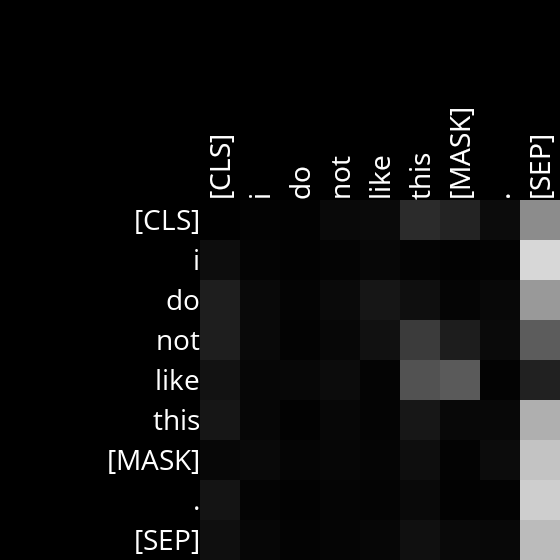 [CLS] i do not like this [MASK] . [SEP]
[CLS]
i
do
not
like
this
[MASK]
.
[SEP]